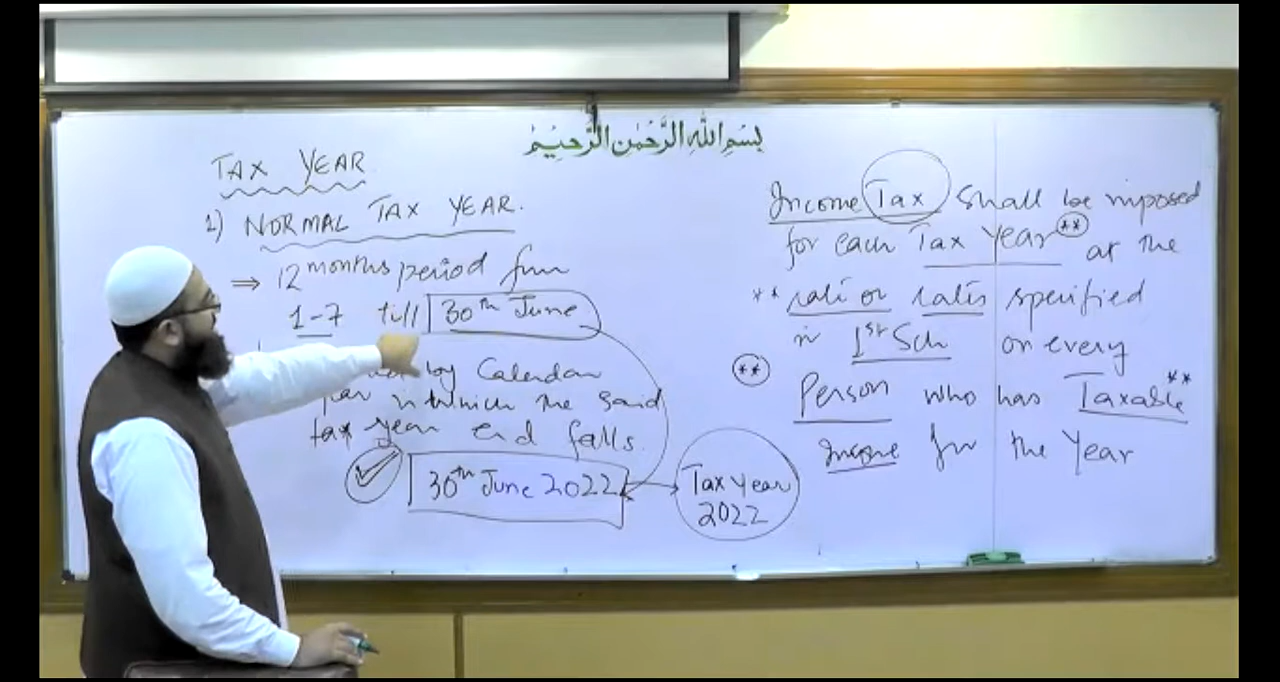 بِسْمِ اللهِ الرَّحْمٰنِ الرَّحِيْمِ
TAX YEAR
1) NORMAL TAX YEAR.
⇒ 12 months period from
1-7 till 30th June
by Calendar
year in which the said
tax year end falls.
30th June 2022
Tax year
2022
Income Tax shall be imposed
for each Tax Year ** at the
** rate or rates specified
in 1st Sch on every
** Person who has Taxable **
Income for the Year